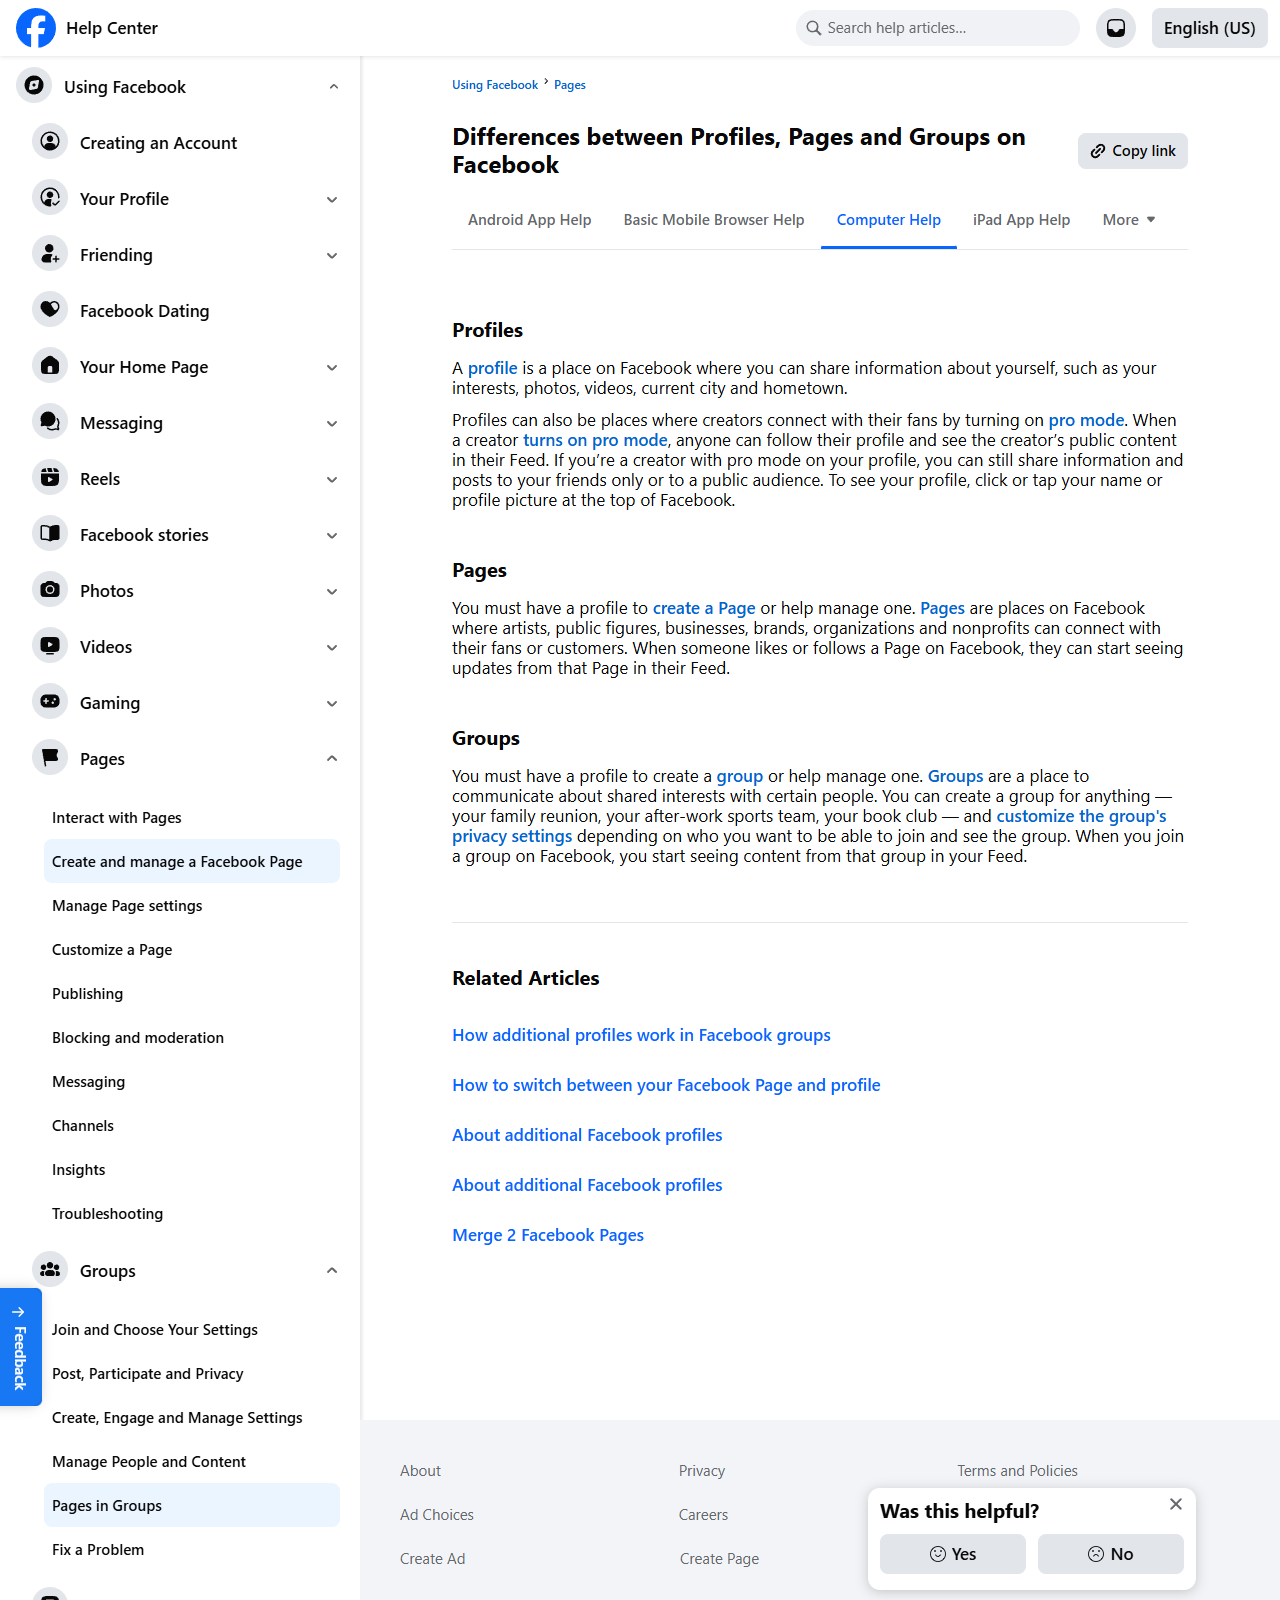 Help Center
Search help articles...
English (US)
Using Facebook
Creating an Account
Your Profile
Friending
Facebook Dating
Your Home Page
Messaging
Reels
Facebook stories
Photos
Videos
Gaming
Pages
Interact with Pages
Create and manage a Facebook Page
Manage Page settings
Customize a Page
Publishing
Blocking and moderation
Messaging
Channels
Insights
Troubleshooting
Groups
Join and Choose Your Settings
Post, Participate and Privacy
Create, Engage and Manage Settings
Manage People and Content
Pages in Groups
Fix a Problem
Feedback
Using Facebook > Pages
Differences between Profiles, Pages and Groups on
Facebook
Copy link
Android App Help
Basic Mobile Browser Help
Computer Help
iPad App Help
More
Profiles
A profile is a place on Facebook where you can share information about yourself, such as your
interests, photos, videos, current city and hometown.
Profiles can also be places where creators connect with their fans by turning on pro mode. When
a creator turns on pro mode, anyone can follow their profile and see the creator’s public content
in their Feed. If you’re a creator with pro mode on your profile, you can still share information and
posts to your friends only or to a public audience. To see your profile, click or tap your name or
profile picture at the top of Facebook.
Pages
You must have a profile to create a Page or help manage one. Pages are places on Facebook
where artists, public figures, businesses, brands, organizations and nonprofits can connect with
their fans or customers. When someone likes or follows a Page on Facebook, they can start seeing
updates from that Page in their Feed.
Groups
You must have a profile to create a group or help manage one. Groups are a place to
communicate about shared interests with certain people. You can create a group for anything —
your family reunion, your after-work sports team, your book club — and customize the group's
privacy settings depending on who you want to be able to join and see the group. When you join
a group on Facebook, you start seeing content from that group in your Feed.
Related Articles
How additional profiles work in Facebook groups
How to switch between your Facebook Page and profile
About additional Facebook profiles
About additional Facebook profiles
Merge 2 Facebook Pages
About
Privacy
Terms and Policies
Ad Choices
Careers
Create Ad
Create Page
Was this helpful?
Yes
No